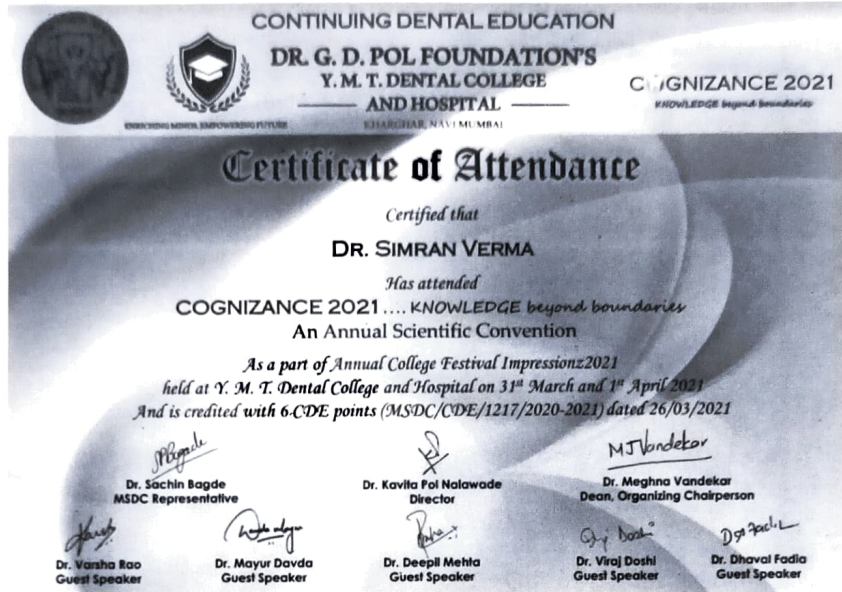 CONTINUING DENTAL EDUCATION
DR. G. D. POL FOUNDATION'S
Y. M. T. DENTAL COLLEGE
AND HOSPITAL
KHARGHAR, NAVI MUMBAI
ENRICHING MINDS, EMPOWERING FUTURE
C GNIZANCE 2021
KNOWLEDGE beyond boundaries
Certificate of Attendance
Certified that
DR. SIMRAN VERMA
Has attended
COGNIZANCE 2021.... KNOWLEDGE beyond boundaries
An Annual Scientific Convention
As a part of Annual College Festival Impressionz2021
held at Y. M. T. Dental College and Hospital on 31st March and 1st April 2021
And is credited with 6-CDE points (MSDC/CDE/1217/2020-2021) dated 26/03/2021
MJVandekar
Dr. Sachin Bagde Dr. Kavita Pol Nalawade Dr. Meghna Vandekar
MSDC Representative Director Dean, Organizing Chairperson
Dr. Varsha Rao Dr. Mayur Davda Dr. Deepil Mehta Dr. Viraj Doshi Dr. Dhaval Fadia
Guest Speaker Guest Speaker Guest Speaker Guest Speaker Guest Speaker